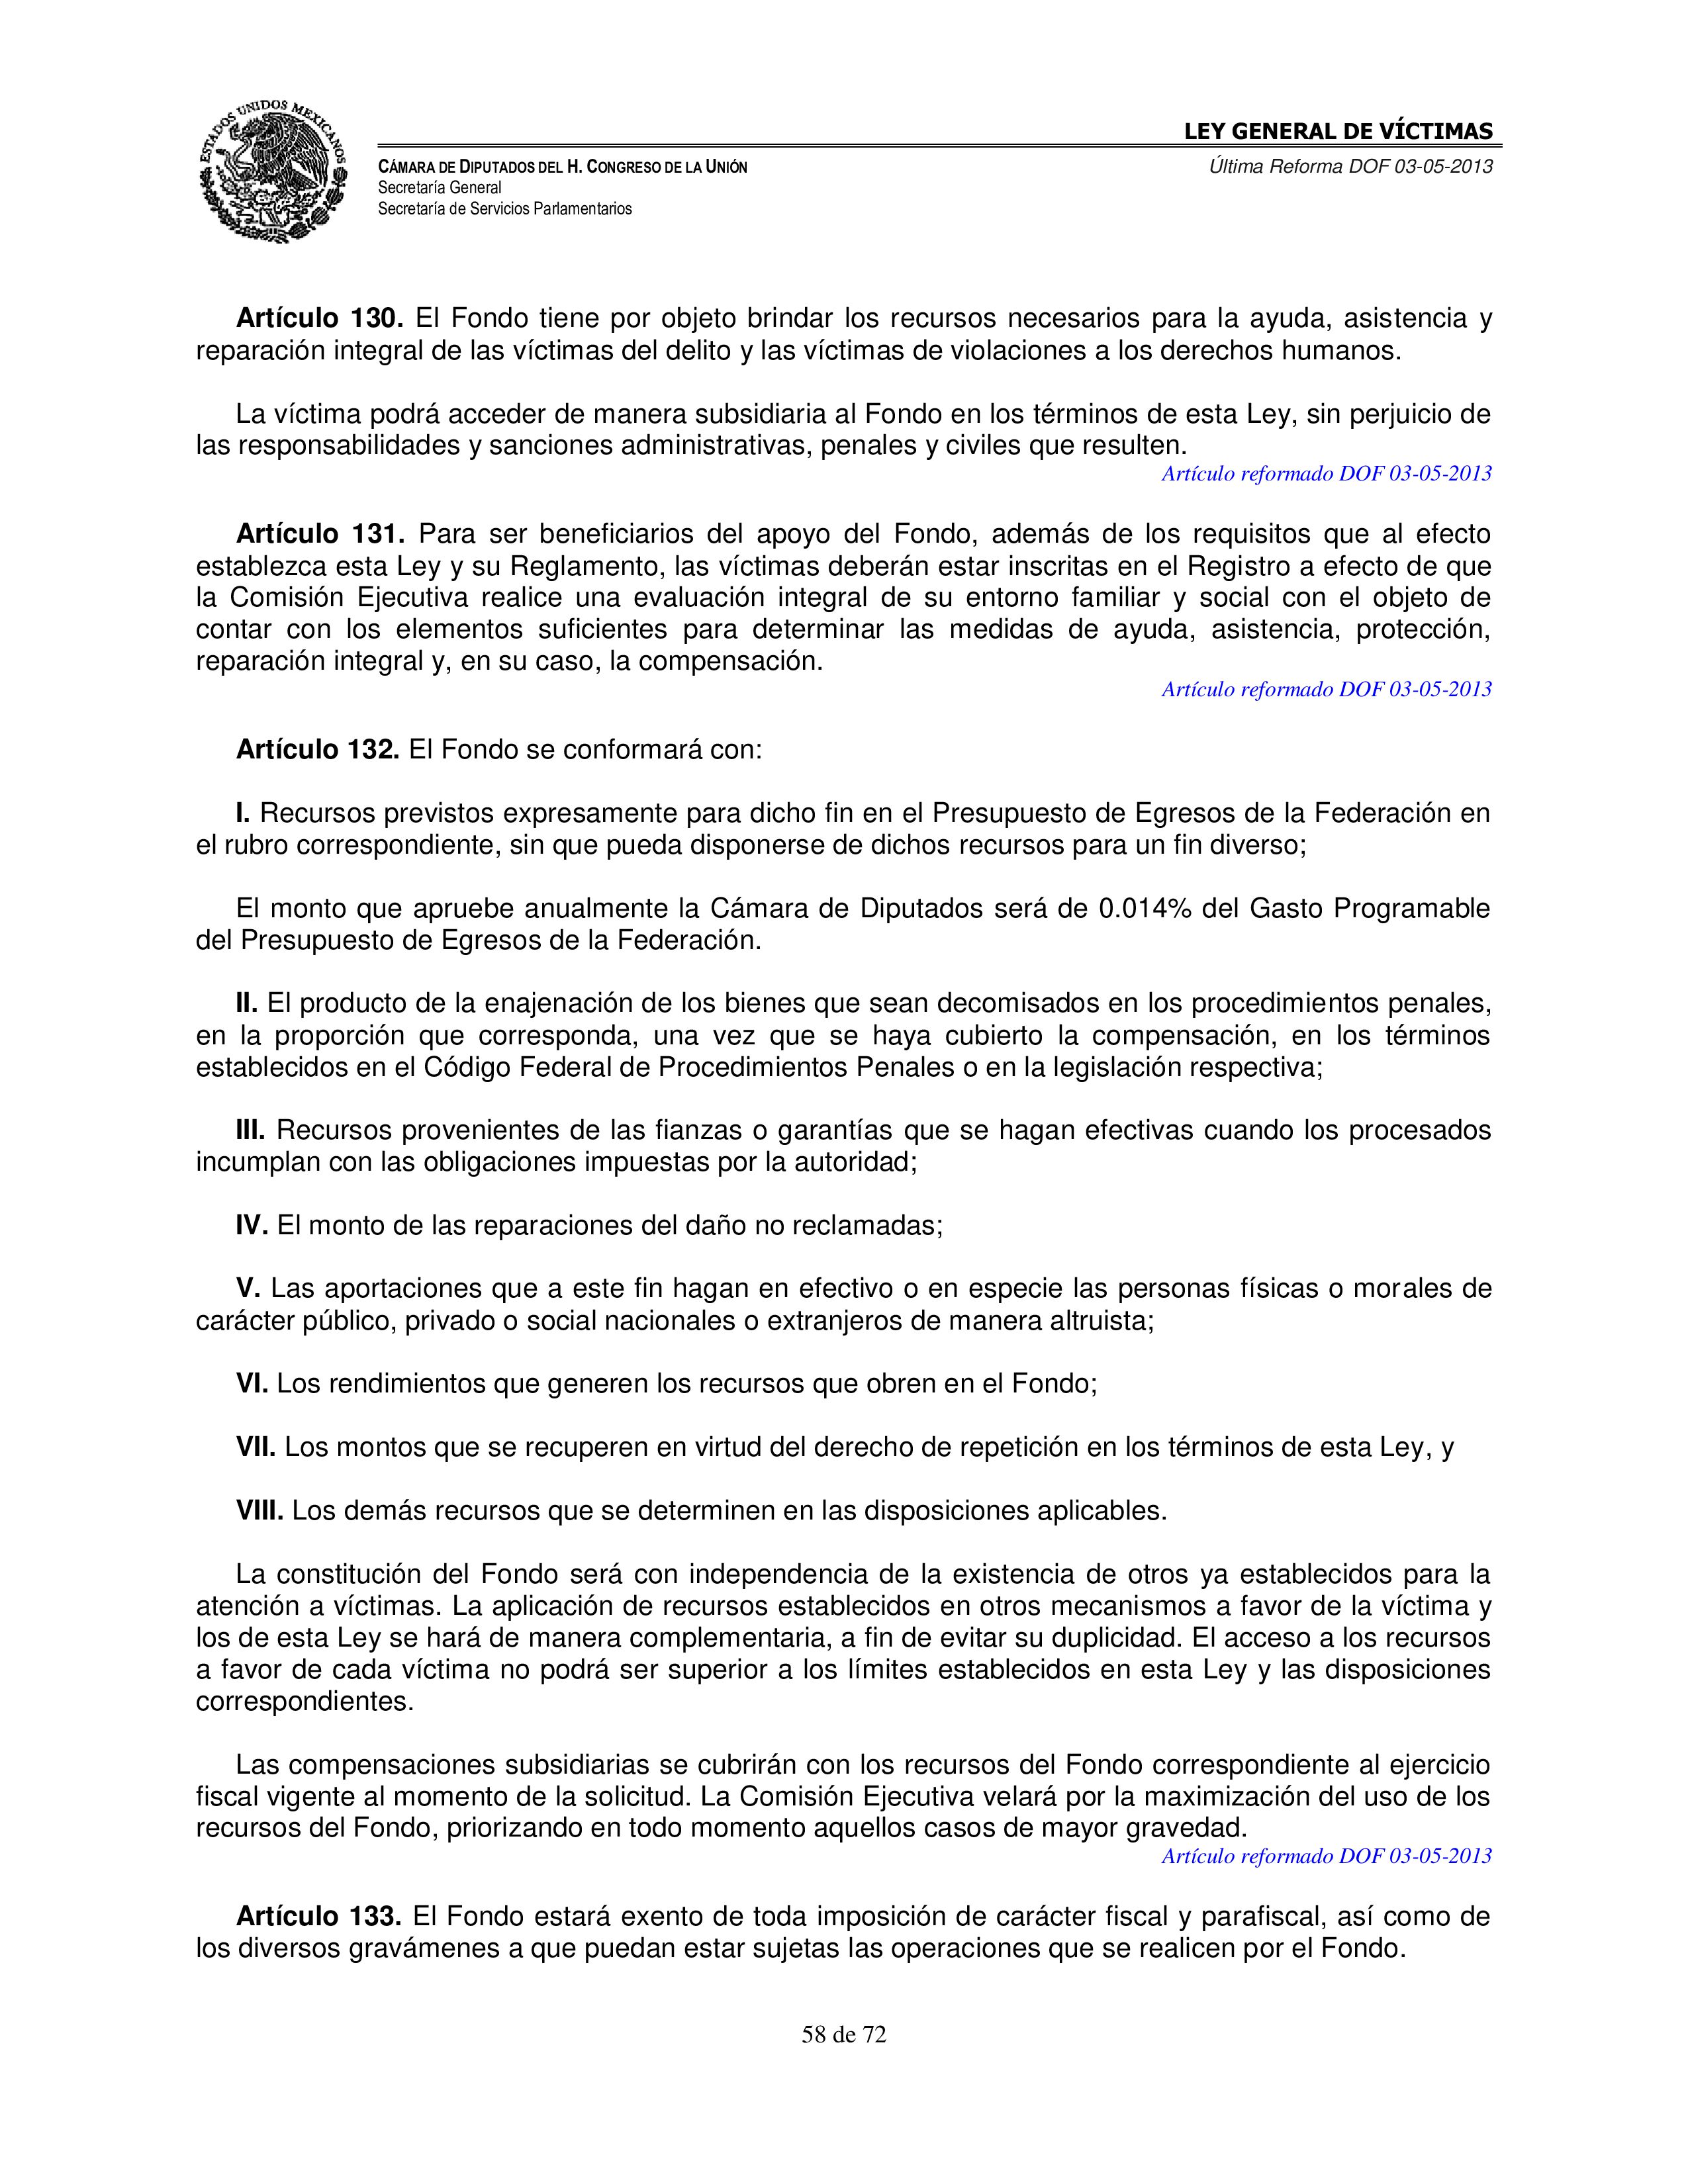 ESTADOS UNIDOS MEXICANOS
LEY GENERAL DE VÍCTIMAS
CÁMARA DE DIPUTADOS DEL H. CONGRESO DE LA UNIÓN
Última Reforma DOF 03-05-2013
Secretaría General
Secretaría de Servicios Parlamentarios
Artículo 130. El Fondo tiene por objeto brindar los recursos necesarios para la ayuda, asistencia y
reparación integral de las víctimas del delito y las víctimas de violaciones a los derechos humanos.
La víctima podrá acceder de manera subsidiaria al Fondo en los términos de esta Ley, sin perjuicio de
las responsabilidades y sanciones administrativas, penales y civiles que resulten.
Artículo reformado DOF 03-05-2013
Artículo 131. Para ser beneficiarios del apoyo del Fondo, además de los requisitos que al efecto
establezca esta Ley y su Reglamento, las víctimas deberán estar inscritas en el Registro a efecto de que
la Comisión Ejecutiva realice una evaluación integral de su entorno familiar y social con el objeto de
contar con los elementos suficientes para determinar las medidas de ayuda, asistencia, protección,
reparación integral y, en su caso, la compensación.
Artículo reformado DOF 03-05-2013
Artículo 132. El Fondo se conformará con:
I. Recursos previstos expresamente para dicho fin en el Presupuesto de Egresos de la Federación en
el rubro correspondiente, sin que pueda disponerse de dichos recursos para un fin diverso;
El monto que apruebe anualmente la Cámara de Diputados será de 0.014% del Gasto Programable
del Presupuesto de Egresos de la Federación.
II. El producto de la enajenación de los bienes que sean decomisados en los procedimientos penales,
en la proporción que corresponda, una vez que se haya cubierto la compensación, en los términos
establecidos en el Código Federal de Procedimientos Penales o en la legislación respectiva;
III. Recursos provenientes de las fianzas o garantías que se hagan efectivas cuando los procesados
incumplan con las obligaciones impuestas por la autoridad;
IV. El monto de las reparaciones del daño no reclamadas;
V. Las aportaciones que a este fin hagan en efectivo o en especie las personas físicas o morales de
carácter público, privado o social nacionales o extranjeros de manera altruista;
VI. Los rendimientos que generen los recursos que obren en el Fondo;
VII. Los montos que se recuperen en virtud del derecho de repetición en los términos de esta Ley, y
VIII. Los demás recursos que se determinen en las disposiciones aplicables.
La constitución del Fondo será con independencia de la existencia de otros ya establecidos para la
atención a víctimas. La aplicación de recursos establecidos en otros mecanismos a favor de la víctima y
los de esta Ley se hará de manera complementaria, a fin de evitar su duplicidad. El acceso a los recursos
a favor de cada víctima no podrá ser superior a los límites establecidos en esta Ley y las disposiciones
correspondientes.
Las compensaciones subsidiarias se cubrirán con los recursos del Fondo correspondiente al ejercicio
fiscal vigente al momento de la solicitud. La Comisión Ejecutiva velará por la maximización del uso de los
recursos del Fondo, priorizando en todo momento aquellos casos de mayor gravedad.
Artículo reformado DOF 03-05-2013
Artículo 133. El Fondo estará exento de toda imposición de carácter fiscal y parafiscal, así como de
los diversos gravámenes a que puedan estar sujetas las operaciones que se realicen por el Fondo.
58 de 72